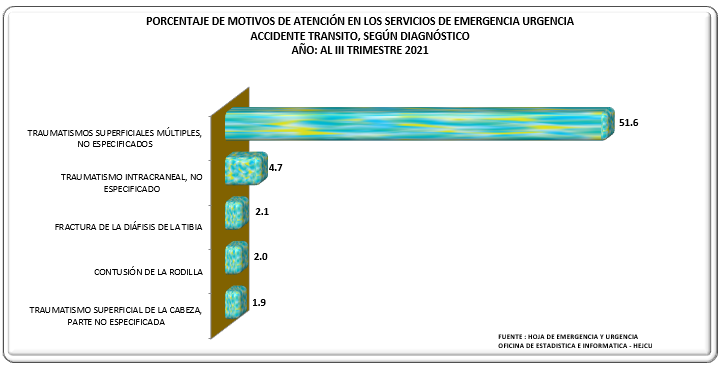 PORCENTAJE DE MOTIVOS DE ATENCIÓN EN LOS SERVICIOS DE EMERGENCIA URGENCIA
ACCIDENTE TRANSITO, SEGÚN DIAGNÓSTICO
AÑO: AL III TRIMESTRE 2021
TRAUMATISMOS SUPERFICIALES MÚLTIPLES,
NO ESPECIFICADOS
51.6
TRAUMATISMO INTRACRANEAL, NO
ESPECIFICADO
4.7
FRACTURA DE LA DIÁFISIS DE LA TIBIA
2.1
CONTUSIÓN DE LA RODILLA
2.0
TRAUMATISMO SUPERFICIAL DE LA CABEZA,
PARTE NO ESPECIFICADA
1.9
FUENTE : HOJA DE EMERGENCIA Y URGENCIA
OFICINA DE ESTADISTICA E INFORMATICA - HEJCU